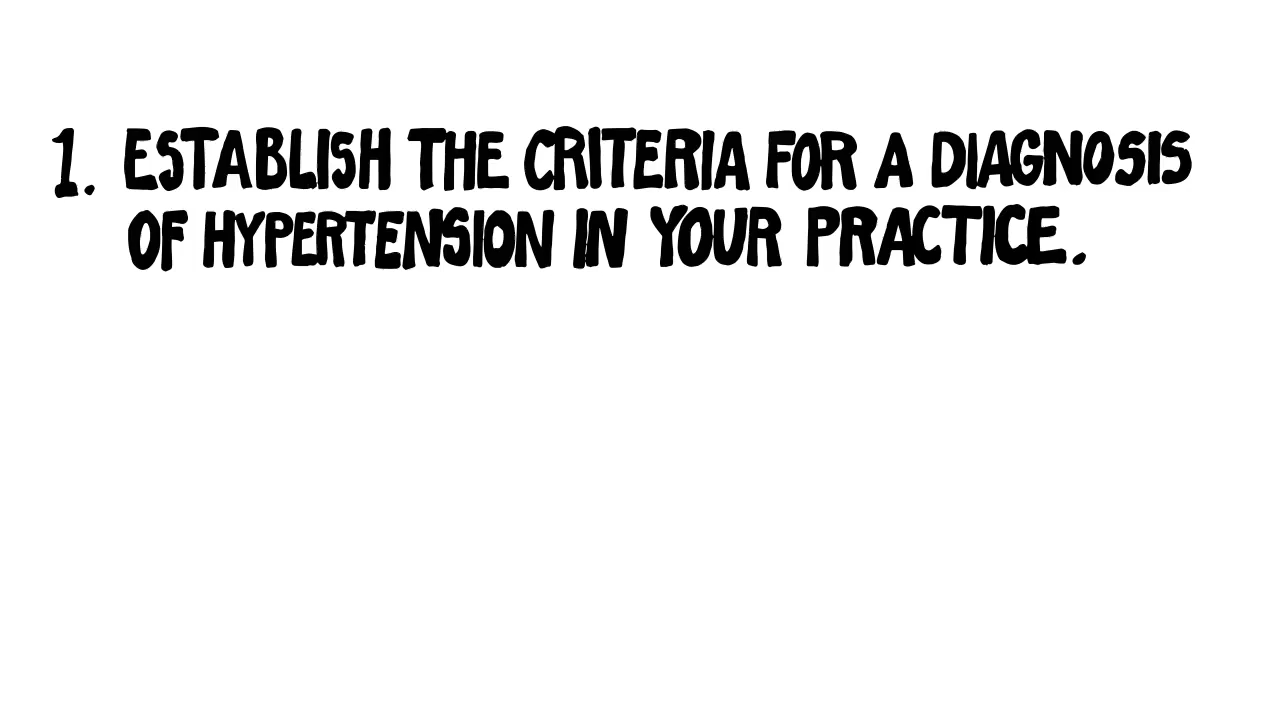 1. ESTABLISH THE CRITERIA FOR A DIAGNOSIS
OF HYPERTENSION IN YOUR PRACTICE.